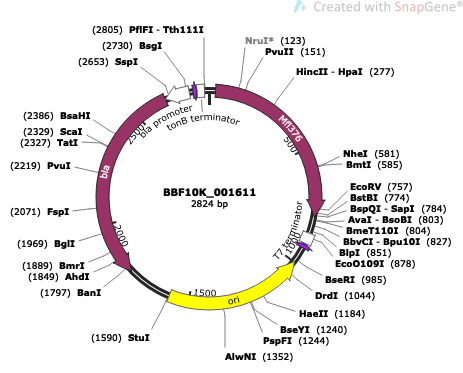 Created with SnapGene®
(2805) PflFI - Tth111I
(2730) BsgI
(2653) SspI
NruI* (123)
PvuII (151)
HincII - HpaI (277)
bla promoter
tonB terminator
2500
Mfl376
500
(2386) BsaHI
(2329) ScaI
(2327) TatI
(2219) PvuI
(2071) FspI
(1969) BglI
(1889) BmrI
(1849) AhdI
(1797) BanI
bla
2000
BBF10K_001611
2824 bp
NheI (581)
BmtI (585)
EcoRV (757)
BstBI (774)
BspQI - SapI (784)
AvaI - BsoBI (803)
BmeT110I (804)
BbvCI - Bpu10I (827)
BlpI (851)
EcoO109I (878)
T7 terminator
1000
BseRI (985)
DrdI (1044)
HaeII (1184)
BseYI (1240)
PspFI (1244)
AlwNI (1352)
1500
ori
(1590) StuI